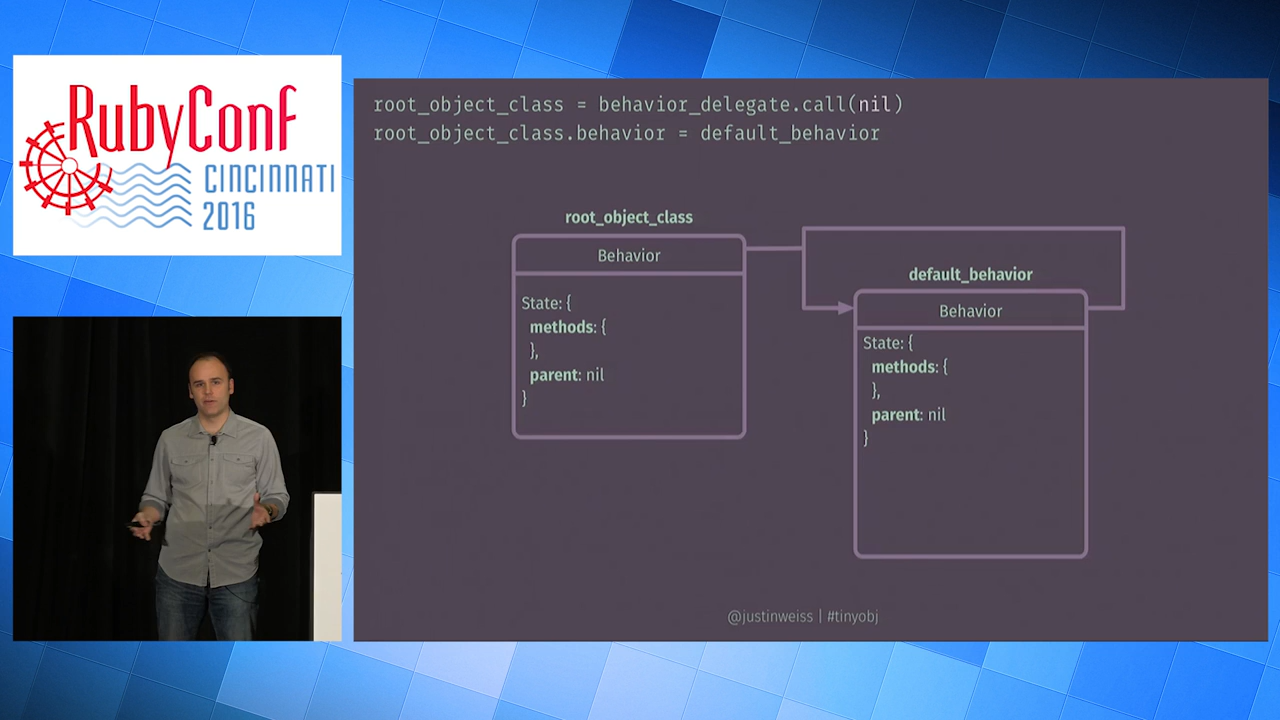 RubyConf
CINCINNATI
2016
root_object_class = behavior_delegate.call(nil)
root_object_class.behavior = default_behavior
root_object_class
Behavior
State: {
methods: {
},
parent: nil
}
default_behavior
Behavior
State: {
methods: {
},
parent: nil
}
@justinweiss | #tinyobj